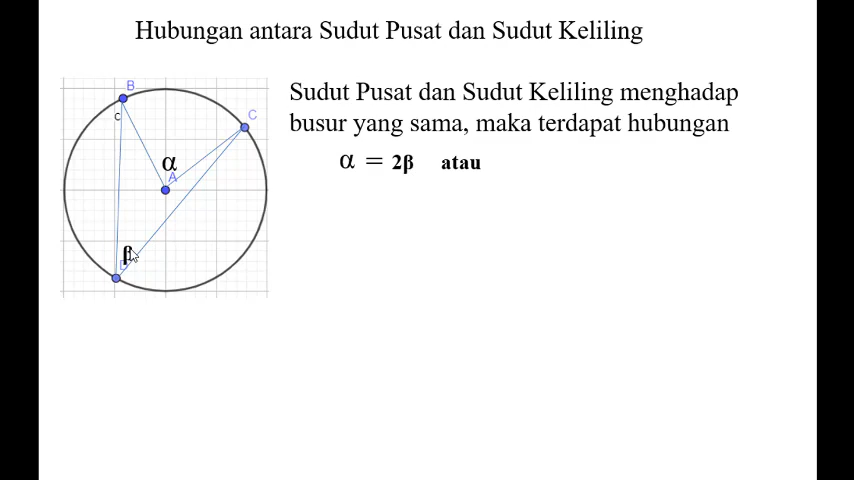 Hubungan antara Sudut Pusat dan Sudut Keliling
Sudut Pusat dan Sudut Keliling menghadap
busur yang sama, maka terdapat hubungan
α = 2β atau
B
c
C
α
A
β
D